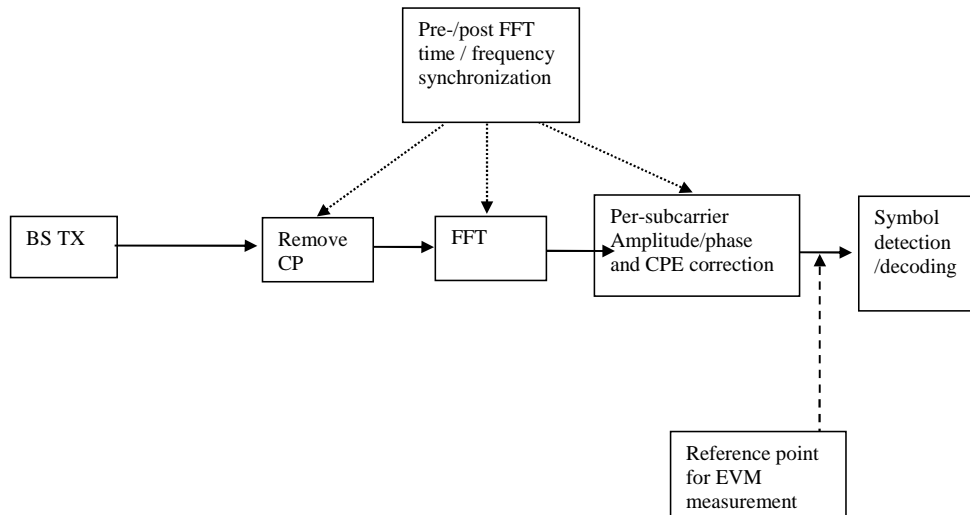 Pre-/post FFT
time / frequency
synchronization
BS TX
Remove
CP
FFT
Per-subcarrier
Amplitude/phase
and CPE correction
Symbol
detection
/decoding
Reference point
for EVM
measurement